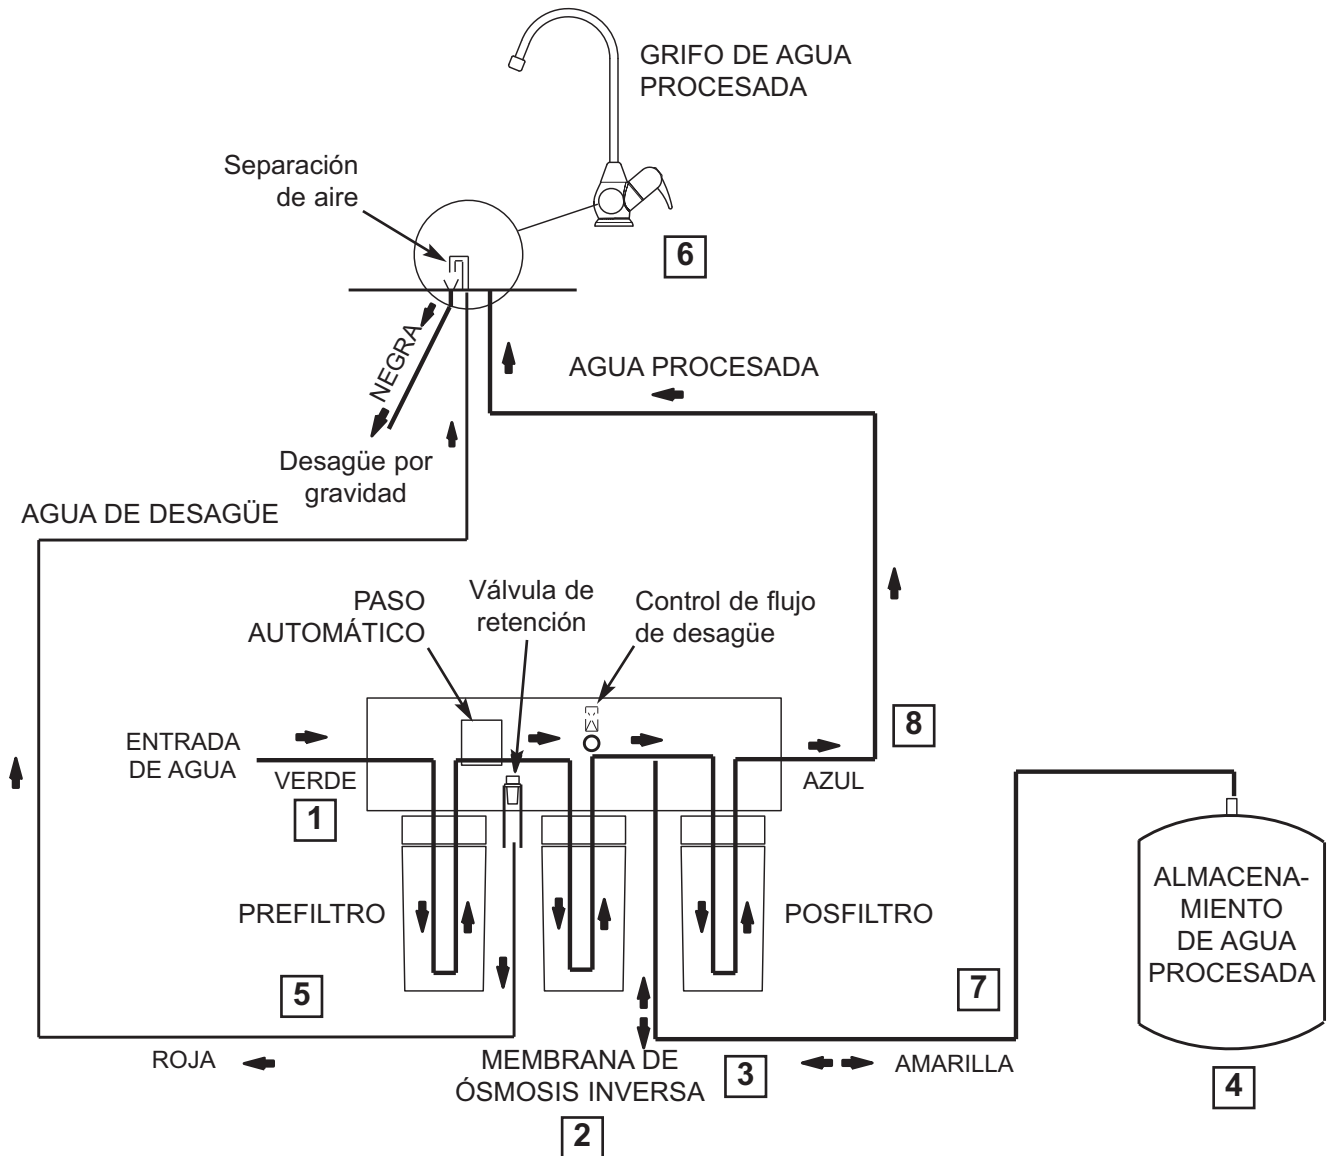 GRIFO DE AGUA
PROCESADA
Separación
de aire
6
NEGRA
AGUA PROCESADA
Desagüe por
gravidad
AGUA DE DESAGÜE
PASO
AUTOMÁTICO
Válvula de
retención
Control de flujo
de desagüe
ENTRADA
DE AGUA
VERDE
1
AZUL
8
PREFILTRO
POSFILTRO
ALMACENA-
MIENTO
DE AGUA
PROCESADA
5
7
ROJA
MEMBRANA DE
ÓSMOSIS INVERSA
2
3
AMARILLA
4